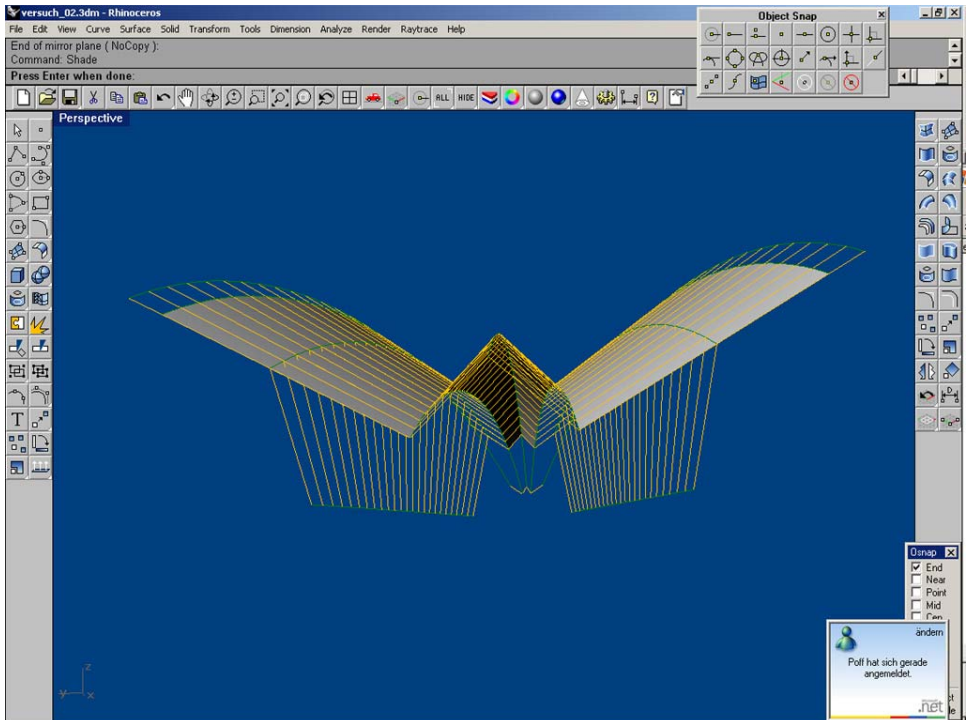 versuch_02.3dm - Rhinoceros
File Edit View Curve Surface Solid Transform Tools Dimension Analyze Render Raytrace Help
End of mirror plane ( NoCopy ):
Command: Shade
Press Enter when done:
Object Snap
ALL HIDE
Perspective
T
D
z
y x
Osnap
End
Near
Point
Mid
Cen
ändern
Poff hat sich gerade
angemeldet.
.net